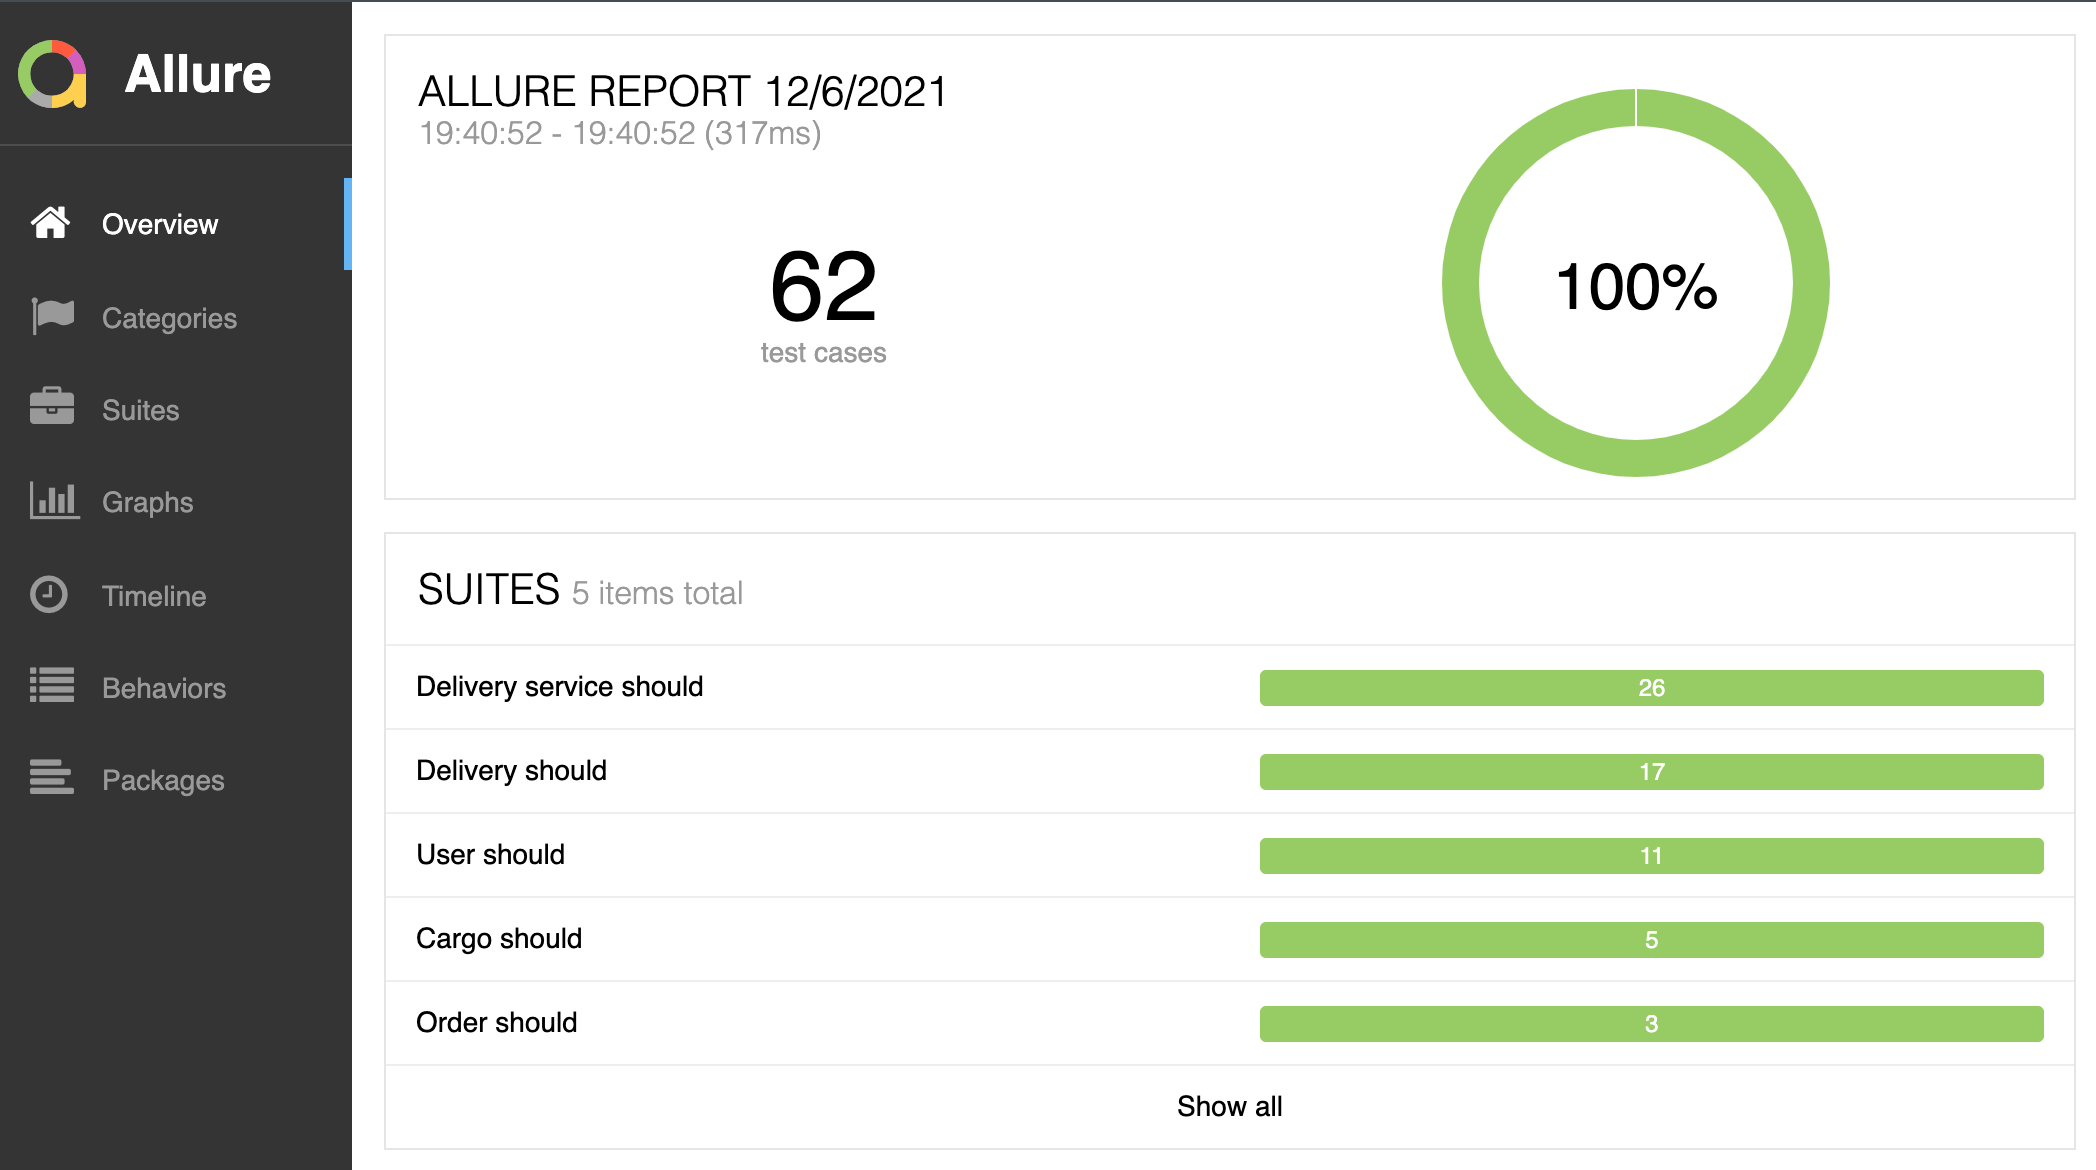 Allure
Overview
Categories
Suites
Graphs
Timeline
Behaviors
Packages
ALLURE REPORT 12/6/2021
19:40:52 - 19:40:52 (317ms)
62
test cases
100%
SUITES 5 items total
Delivery service should 26
Delivery should 17
User should 11
Cargo should 5
Order should 3
Show all